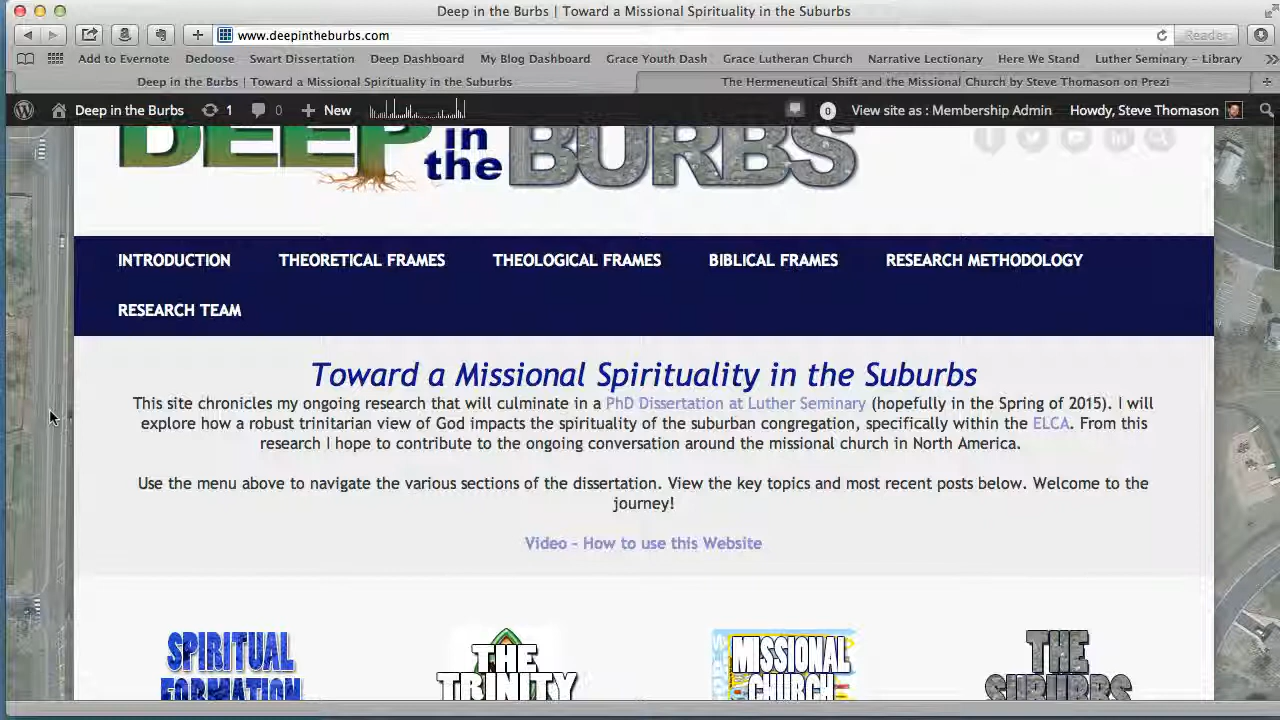 Deep in the Burbs | Toward a Missional Spirituality in the Suburbs
www.deepintheburbs.com
Reader
Add to Evernote Dedoose Swart Dissertation Deep Dashboard My Blog Dashboard Grace Youth Dash Grace Lutheran Church Narrative Lectionary Here We Stand Luther Seminary - Library
Deep in the Burbs | Toward a Missional Spirituality in the Suburbs
The Hermeneutical Shift and the Missional Church by Steve Thomason on Prezi
Deep in the Burbs 1 0 + New 0 View site as : Membership Admin Howdy, Steve Thomason
DEEP in the BURBS
INTRODUCTION THEORETICAL FRAMES THEOLOGICAL FRAMES BIBLICAL FRAMES RESEARCH METHODOLOGY
RESEARCH TEAM
Toward a Missional Spirituality in the Suburbs
This site chronicles my ongoing research that will culminate in a PhD Dissertation at Luther Seminary (hopefully in the Spring of 2015). I will
explore how a robust trinitarian view of God impacts the spirituality of the suburban congregation, specifically within the ELCA. From this
research I hope to contribute to the ongoing conversation around the missional church in North America.
Use the menu above to navigate the various sections of the dissertation. View the key topics and most recent posts below. Welcome to the
journey!
Video - How to use this Website
SPIRITUAL
FORMATION
THE
TRINITY
MISSIONAL
CHURCH
THE
SUBURBS